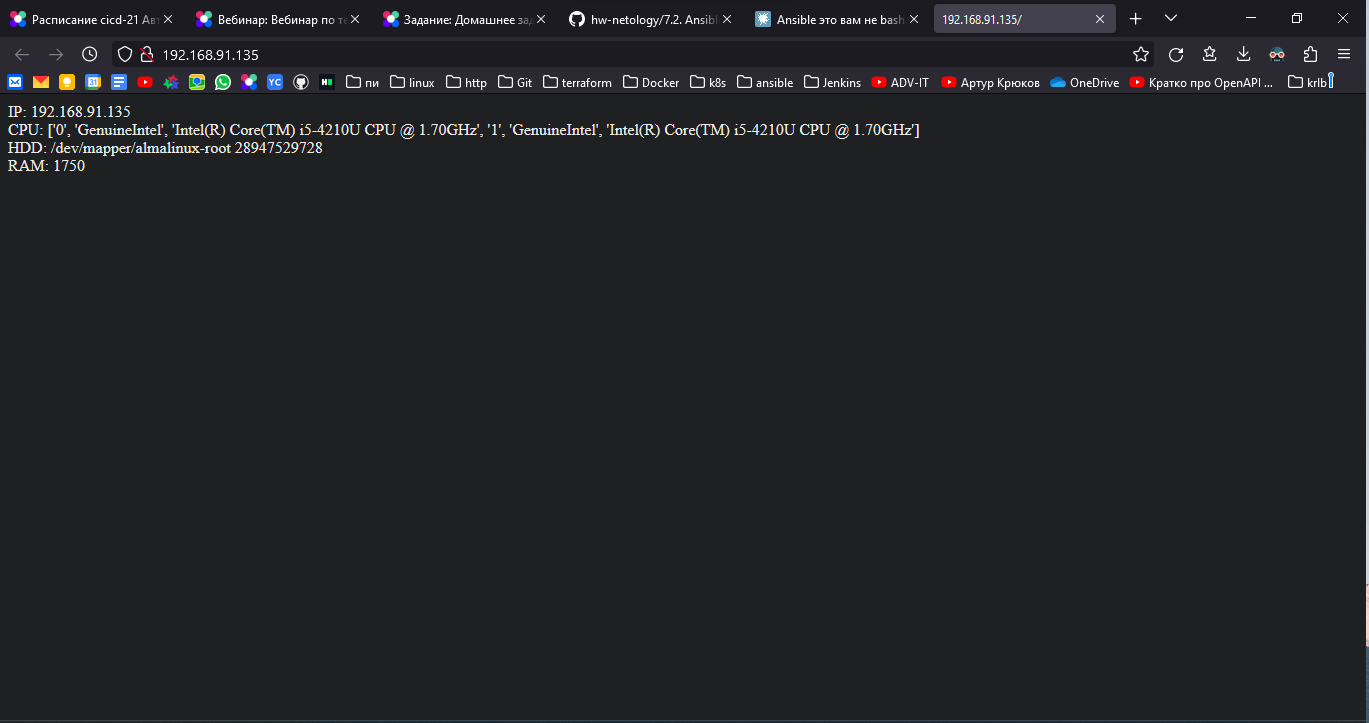 Расписание cicd-21 Авт
Вебинар: Вебинар по те
Задание: Домашнее зад
hw-netology/7.2. Ansibl
Ansible это вам не bash
192.168.91.135/
192.168.91.135
31
YC
пи
linux
http
Git
terraform
Docker
k8s
ansible
Jenkins
ADV-IT
Артур Крюков
OneDrive
Кратко про OpenAPI ...
krlb
IP: 192.168.91.135
CPU: ['0', 'GenuineIntel', 'Intel(R) Core(TM) i5-4210U CPU @ 1.70GHz', '1', 'GenuineIntel', 'Intel(R) Core(TM) i5-4210U CPU @ 1.70GHz']
HDD: /dev/mapper/almalinux-root 28947529728
RAM: 1750